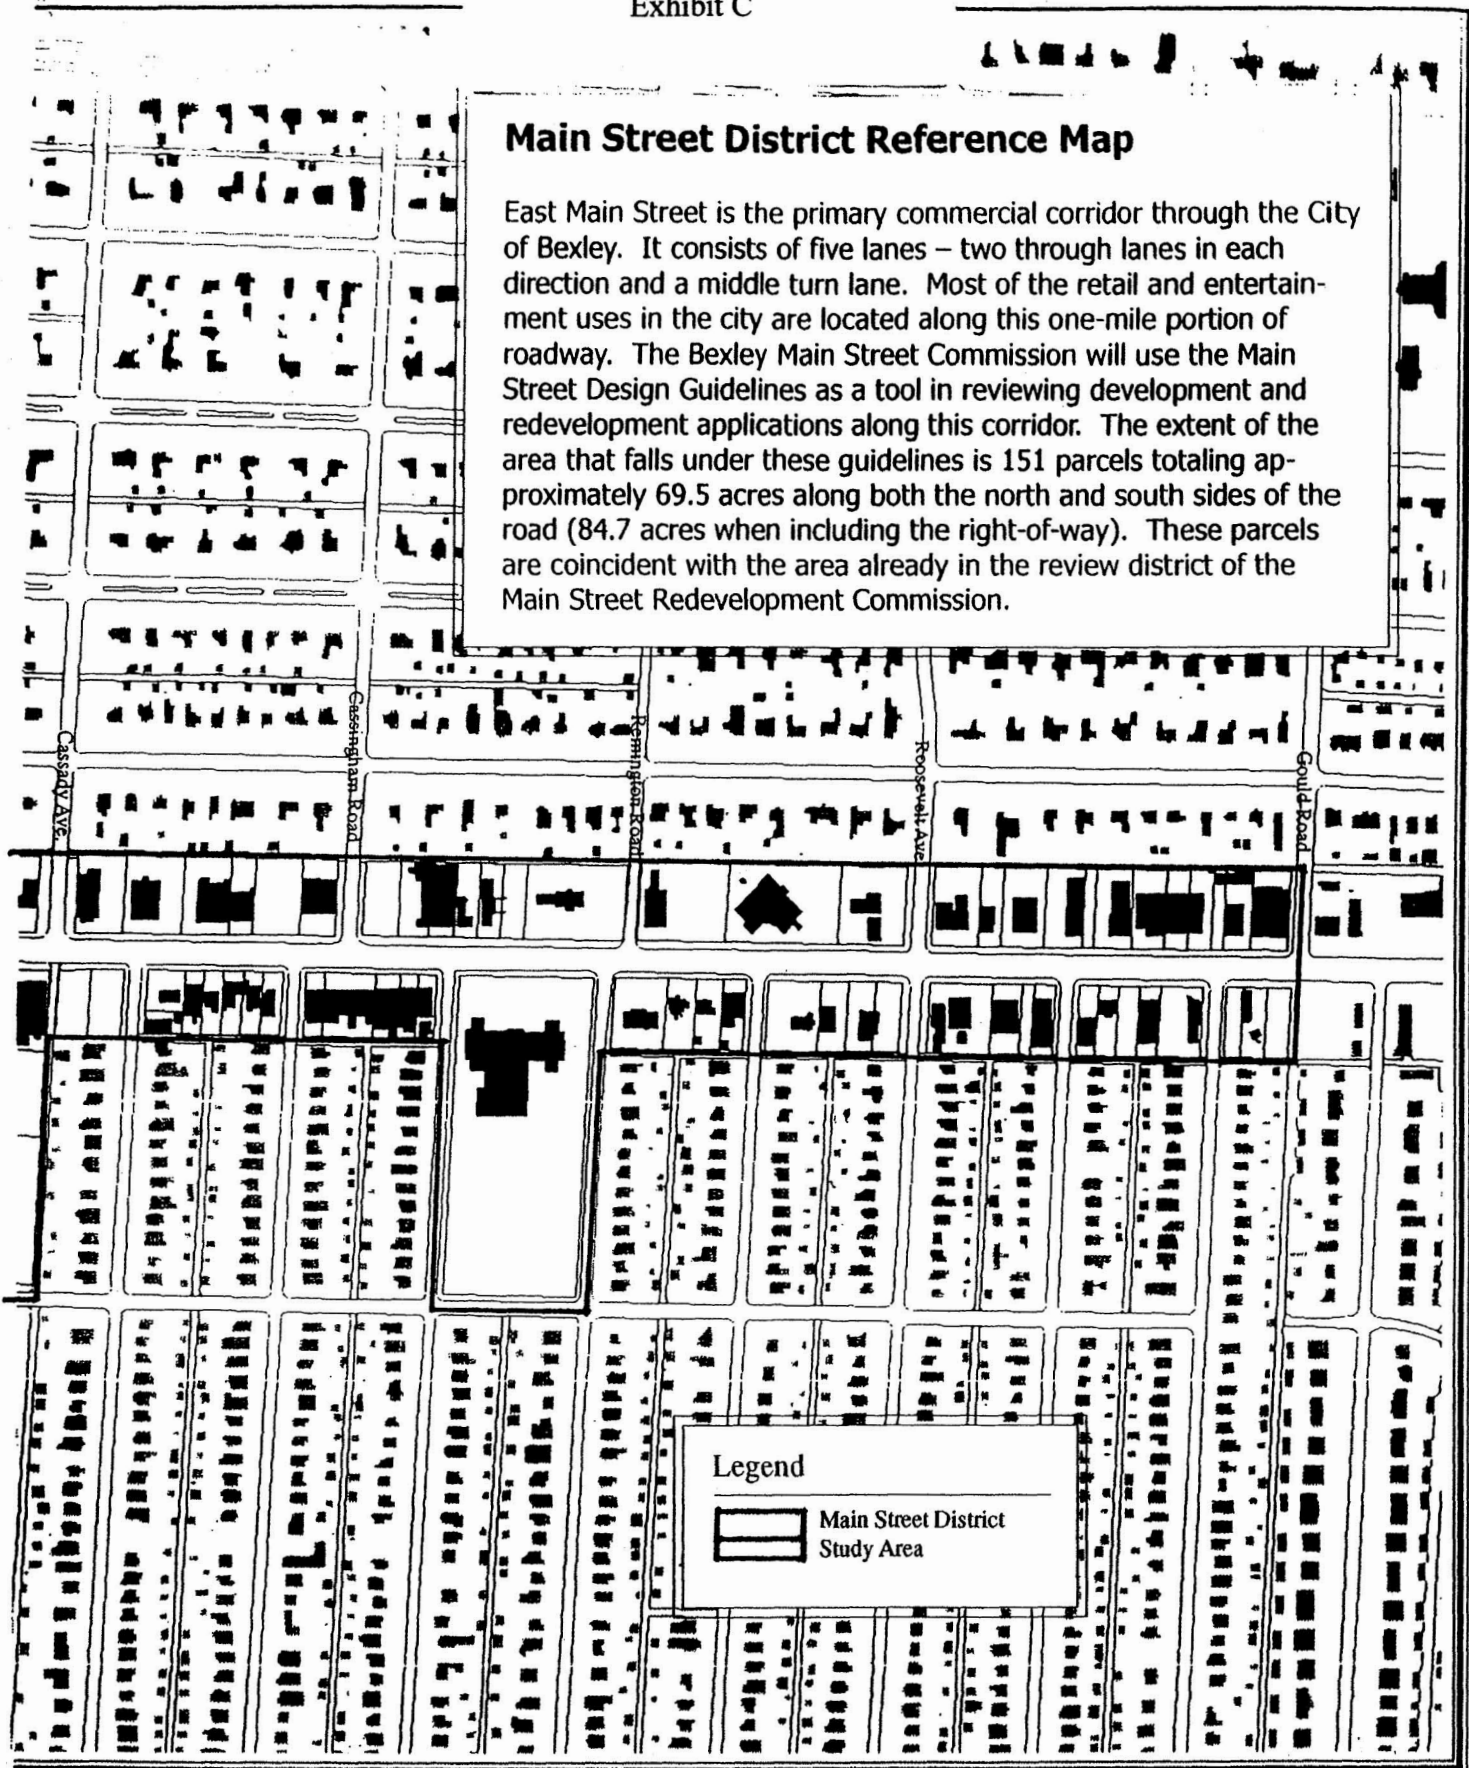 Exhibit C
Main Street District Reference Map
East Main Street is the primary commercial corridor through the City
of Bexley.  It consists of five lanes – two through lanes in each
direction and a middle turn lane.  Most of the retail and entertain-
ment uses in the city are located along this one-mile portion of
roadway.  The Bexley Main Street Commission will use the Main
Street Design Guidelines as a tool in reviewing development and
redevelopment applications along this corridor.  The extent of the
area that falls under these guidelines is 151 parcels totaling ap-
proximately 69.5 acres along both the north and south sides of the
road (84.7 acres when including the right-of-way).  These parcels
are coincident with the area already in the review district of the
Main Street Redevelopment Commission.
Cassady Ave.
Cassingham Road
Remington Road
Roosevelt Ave
Gould Road
Legend
Main Street District
Study Area